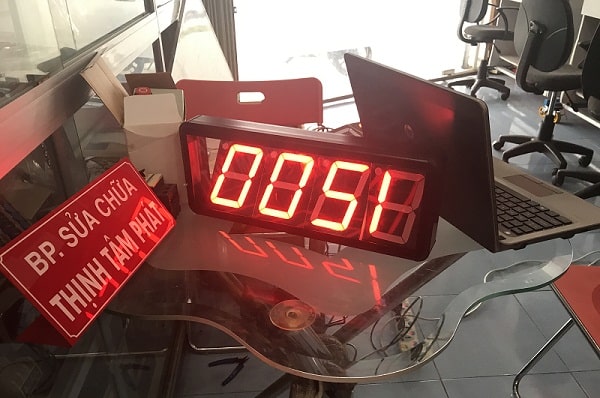 0051
BP. SỬA CHỮA
THỊNH TÂM PHÁT